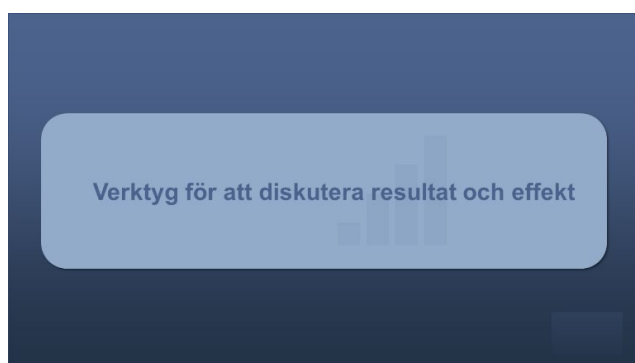 Verktyg för att diskutera resultat och effekt